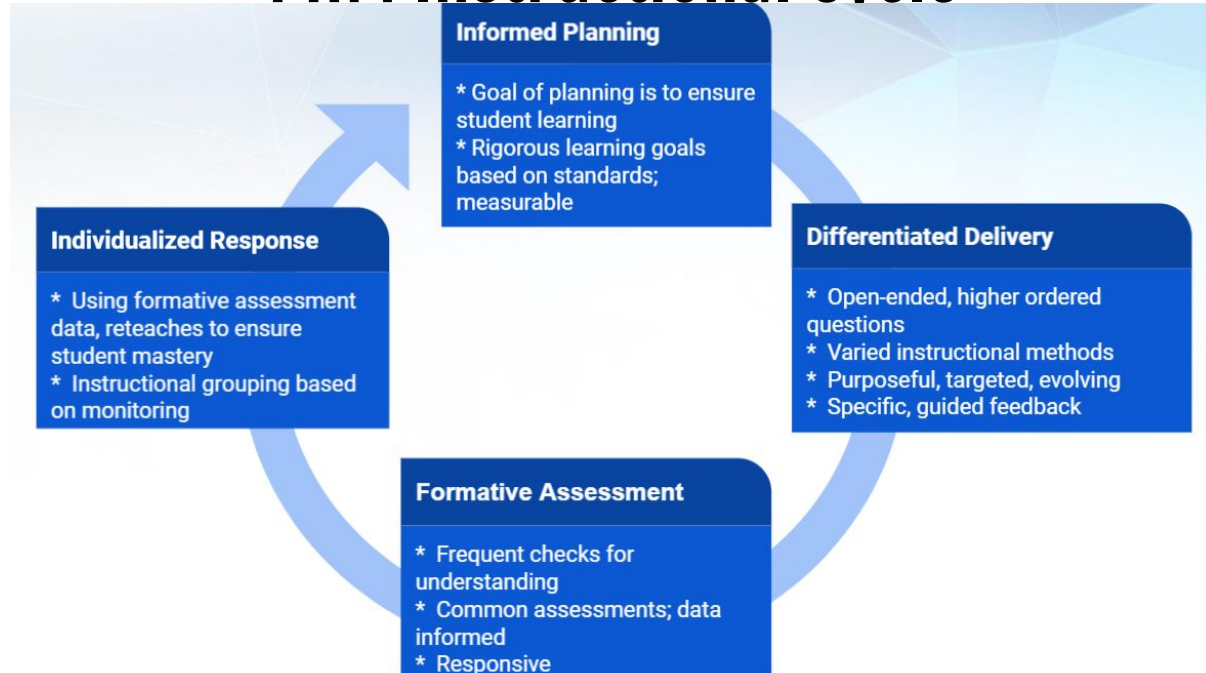 Instructional Cycle
Informed Planning
* Goal of planning is to ensure
student learning
* Rigorous learning goals
based on standards;
measurable
Differentiated Delivery
* Open-ended, higher ordered
questions
* Varied instructional methods
* Purposeful, targeted, evolving
* Specific, guided feedback
Formative Assessment
* Frequent checks for
understanding
* Common assessments; data
informed
* Responsive
Individualized Response
* Using formative assessment
data, reteaches to ensure
student mastery
* Instructional grouping based
on monitoring